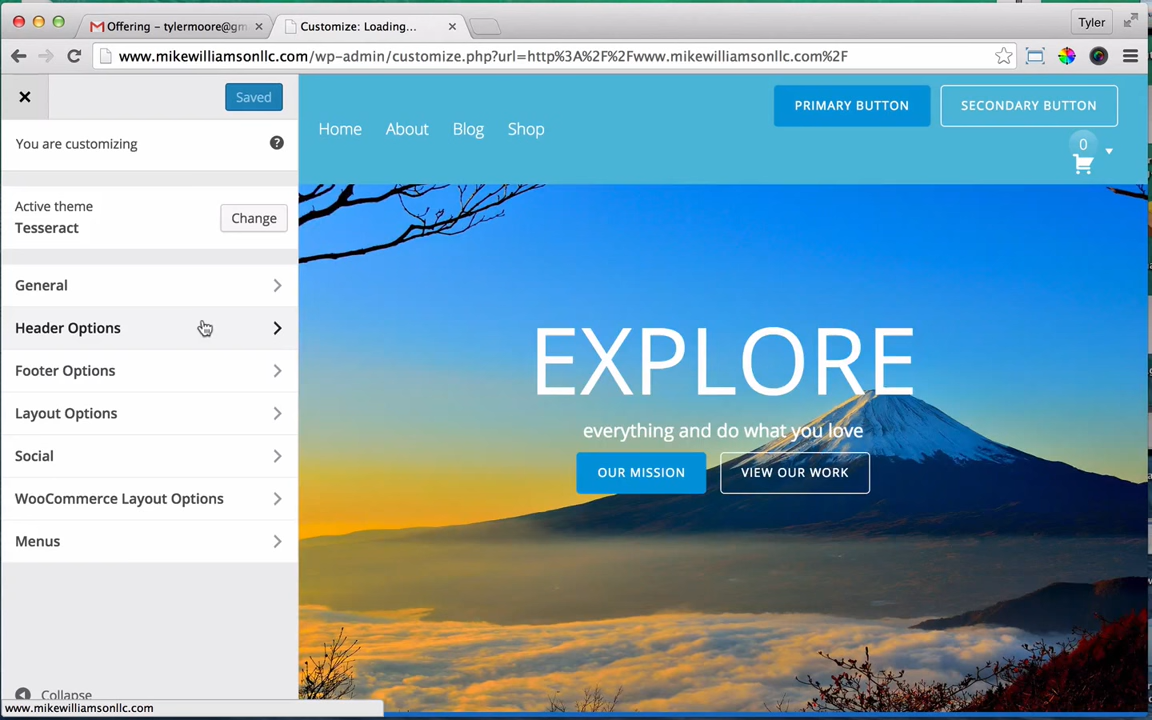 Offering – tylermoore@gm
Customize: Loading...
Tyler
www.mikewilliamsonllc.com/wp-admin/customize.php?url=http%3A%2F%2Fwww.mikewilliamsonllc.com%2F
Saved
You are customizing
Active theme
Tesseract
Change
General
Header Options
Footer Options
Layout Options
Social
WooCommerce Layout Options
Menus
Collapse
www.mikewilliamsonllc.com
Home About Blog Shop
PRIMARY BUTTON
SECONDARY BUTTON
0
EXPLORE
everything and do what you love
OUR MISSION
VIEW OUR WORK